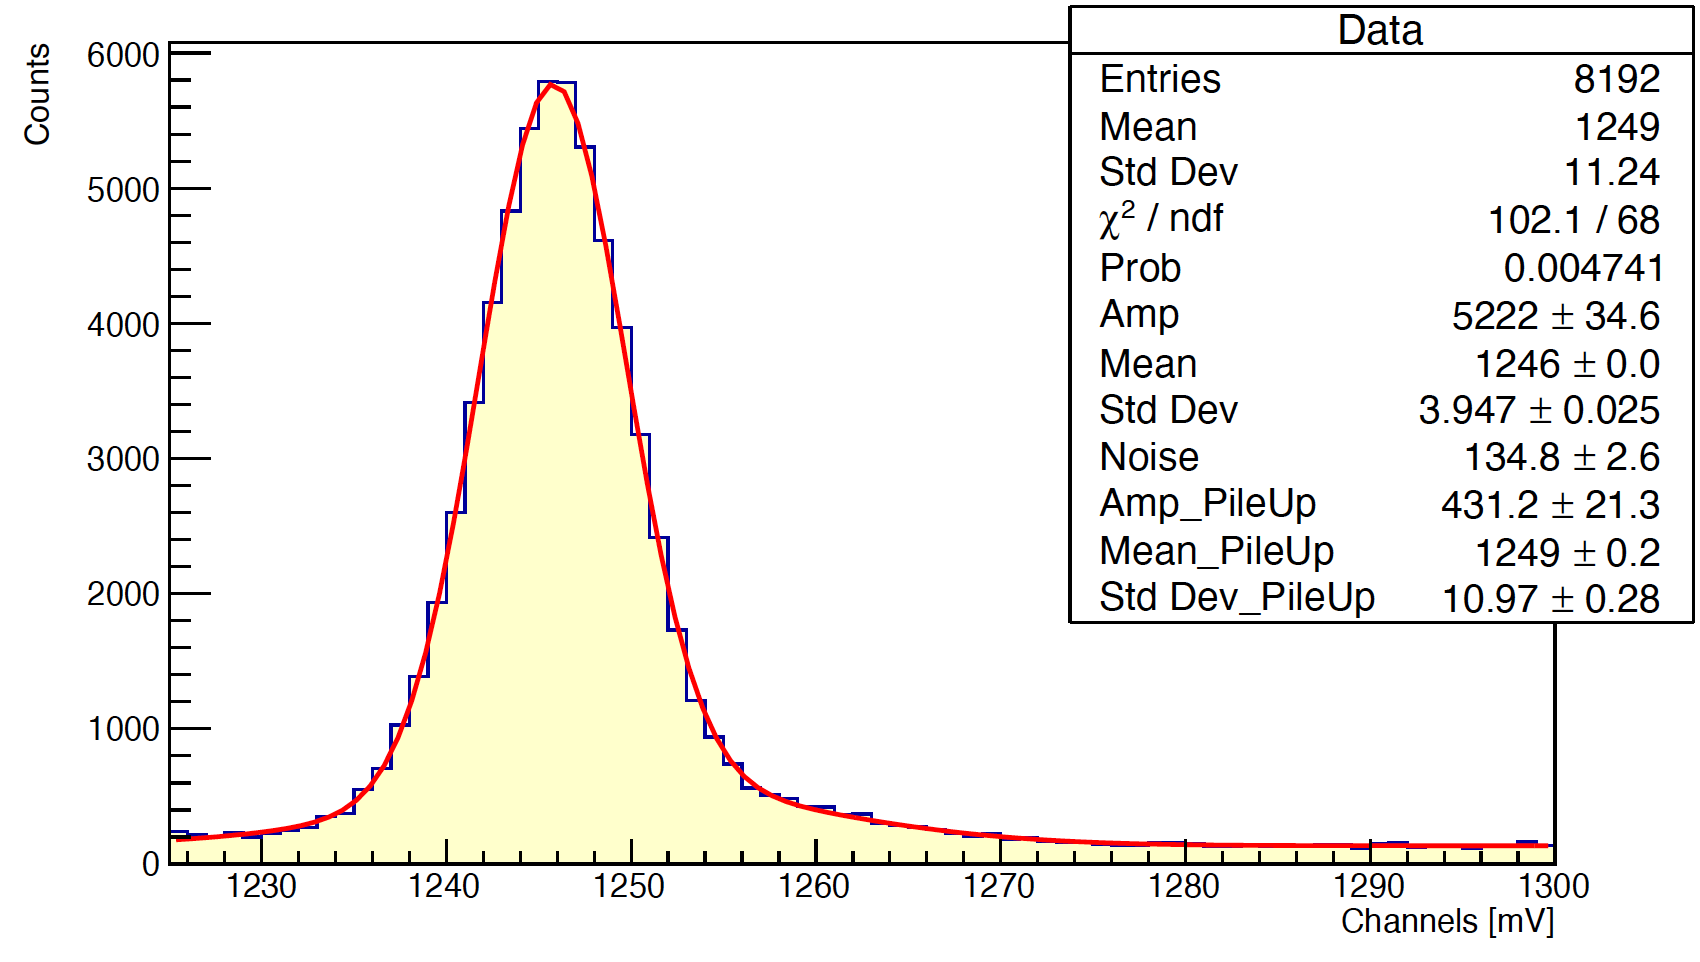 Counts
6000
5000
4000
3000
2000
1000
0
1230 1240 1250 1260 1270 1280 1290 1300
Channels [mV]
Data
Entries 8192
Mean 1249
Std Dev 11.24
χ² / ndf 102.1 / 68
Prob 0.004741
Amp 5222 ± 34.6
Mean 1246 ± 0.0
Std Dev 3.947 ± 0.025
Noise 134.8 ± 2.6
Amp_PileUp 431.2 ± 21.3
Mean_PileUp 1249 ± 0.2
Std Dev_PileUp 10.97 ± 0.28